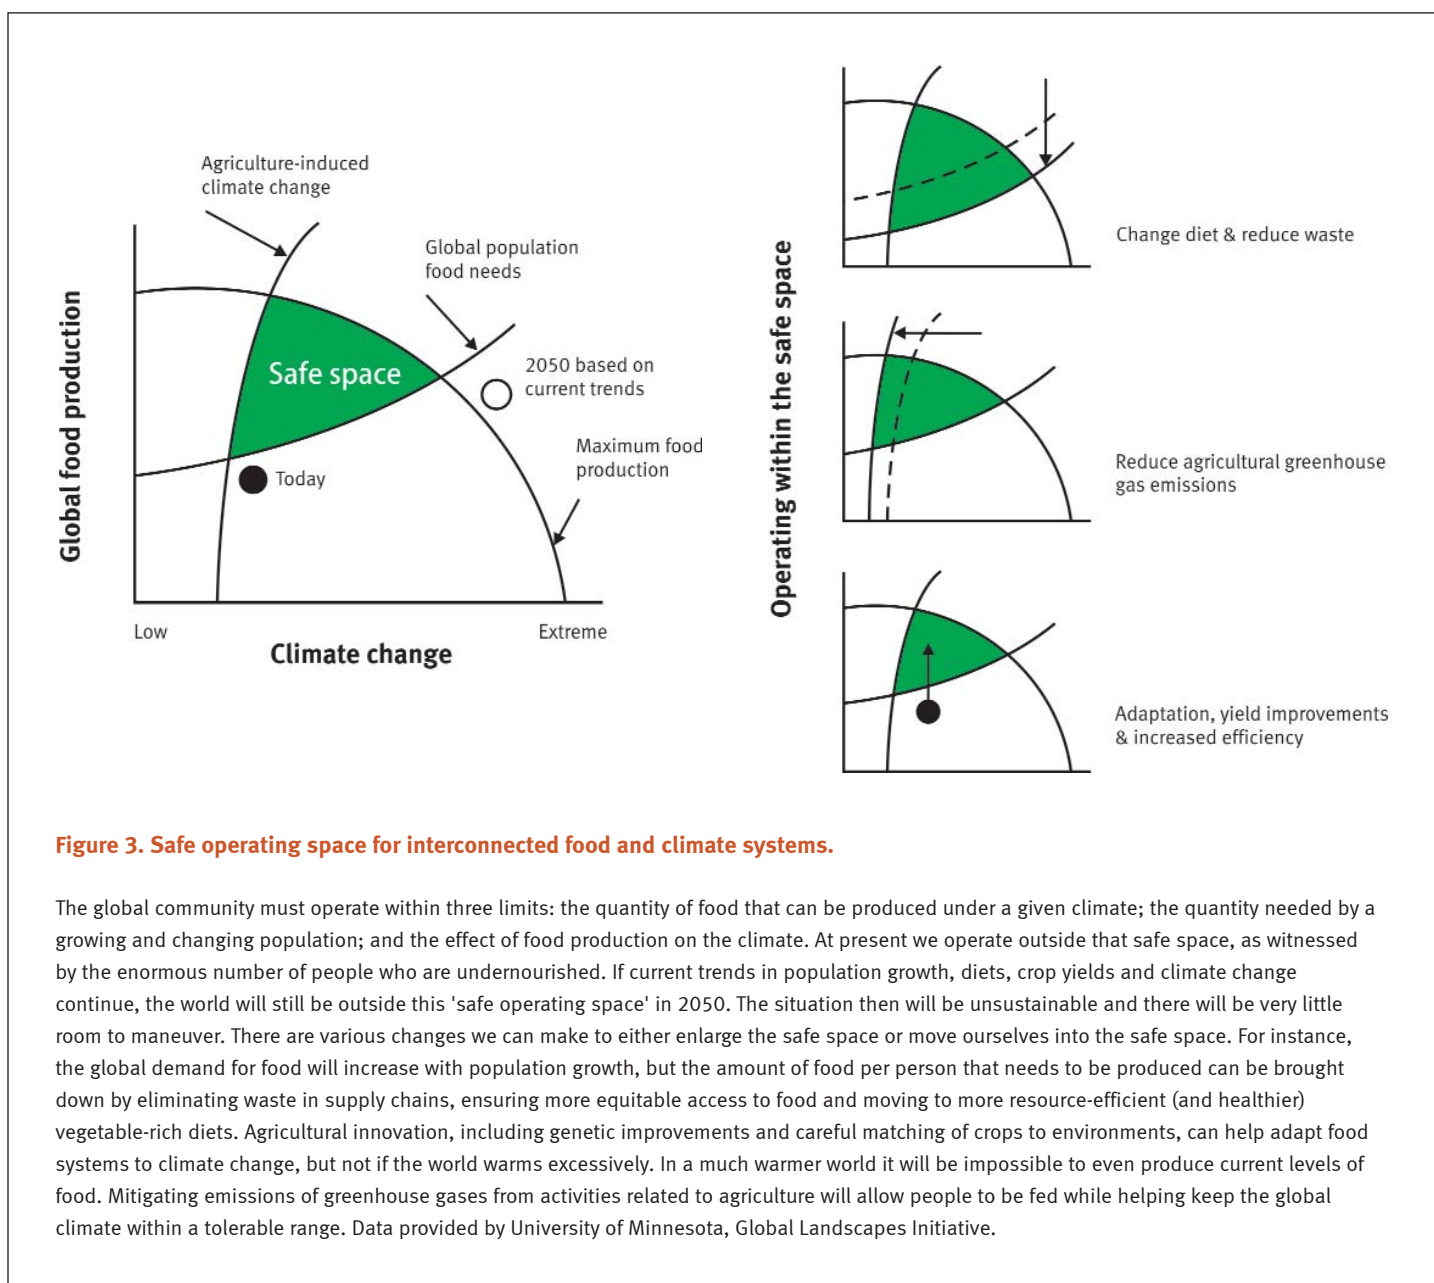 Agriculture-induced
climate change
Global population
food needs
Safe space
2050 based on
current trends
Maximum food
production
Today
Global food production
Low
Extreme
Climate change
Operating within the safe space
Change diet & reduce waste
Reduce agricultural greenhouse
gas emissions
Adaptation, yield improvements
& increased efficiency
Figure 3. Safe operating space for interconnected food and climate systems.
The global community must operate within three limits: the quantity of food that can be produced under a given climate; the quantity needed by a
growing and changing population; and the effect of food production on the climate. At present we operate outside that safe space, as witnessed
by the enormous number of people who are undernourished. If current trends in population growth, diets, crop yields and climate change
continue, the world will still be outside this 'safe operating space' in 2050. The situation then will be unsustainable and there will be very little
room to maneuver. There are various changes we can make to either enlarge the safe space or move ourselves into the safe space. For instance,
the global demand for food will increase with population growth, but the amount of food per person that needs to be produced can be brought
down by eliminating waste in supply chains, ensuring more equitable access to food and moving to more resource-efficient (and healthier)
vegetable-rich diets. Agricultural innovation, including genetic improvements and careful matching of crops to environments, can help adapt food
systems to climate change, but not if the world warms excessively. In a much warmer world it will be impossible to even produce current levels of
food. Mitigating emissions of greenhouse gases from activities related to agriculture will allow people to be fed while helping keep the global
climate within a tolerable range. Data provided by University of Minnesota, Global Landscapes Initiative.